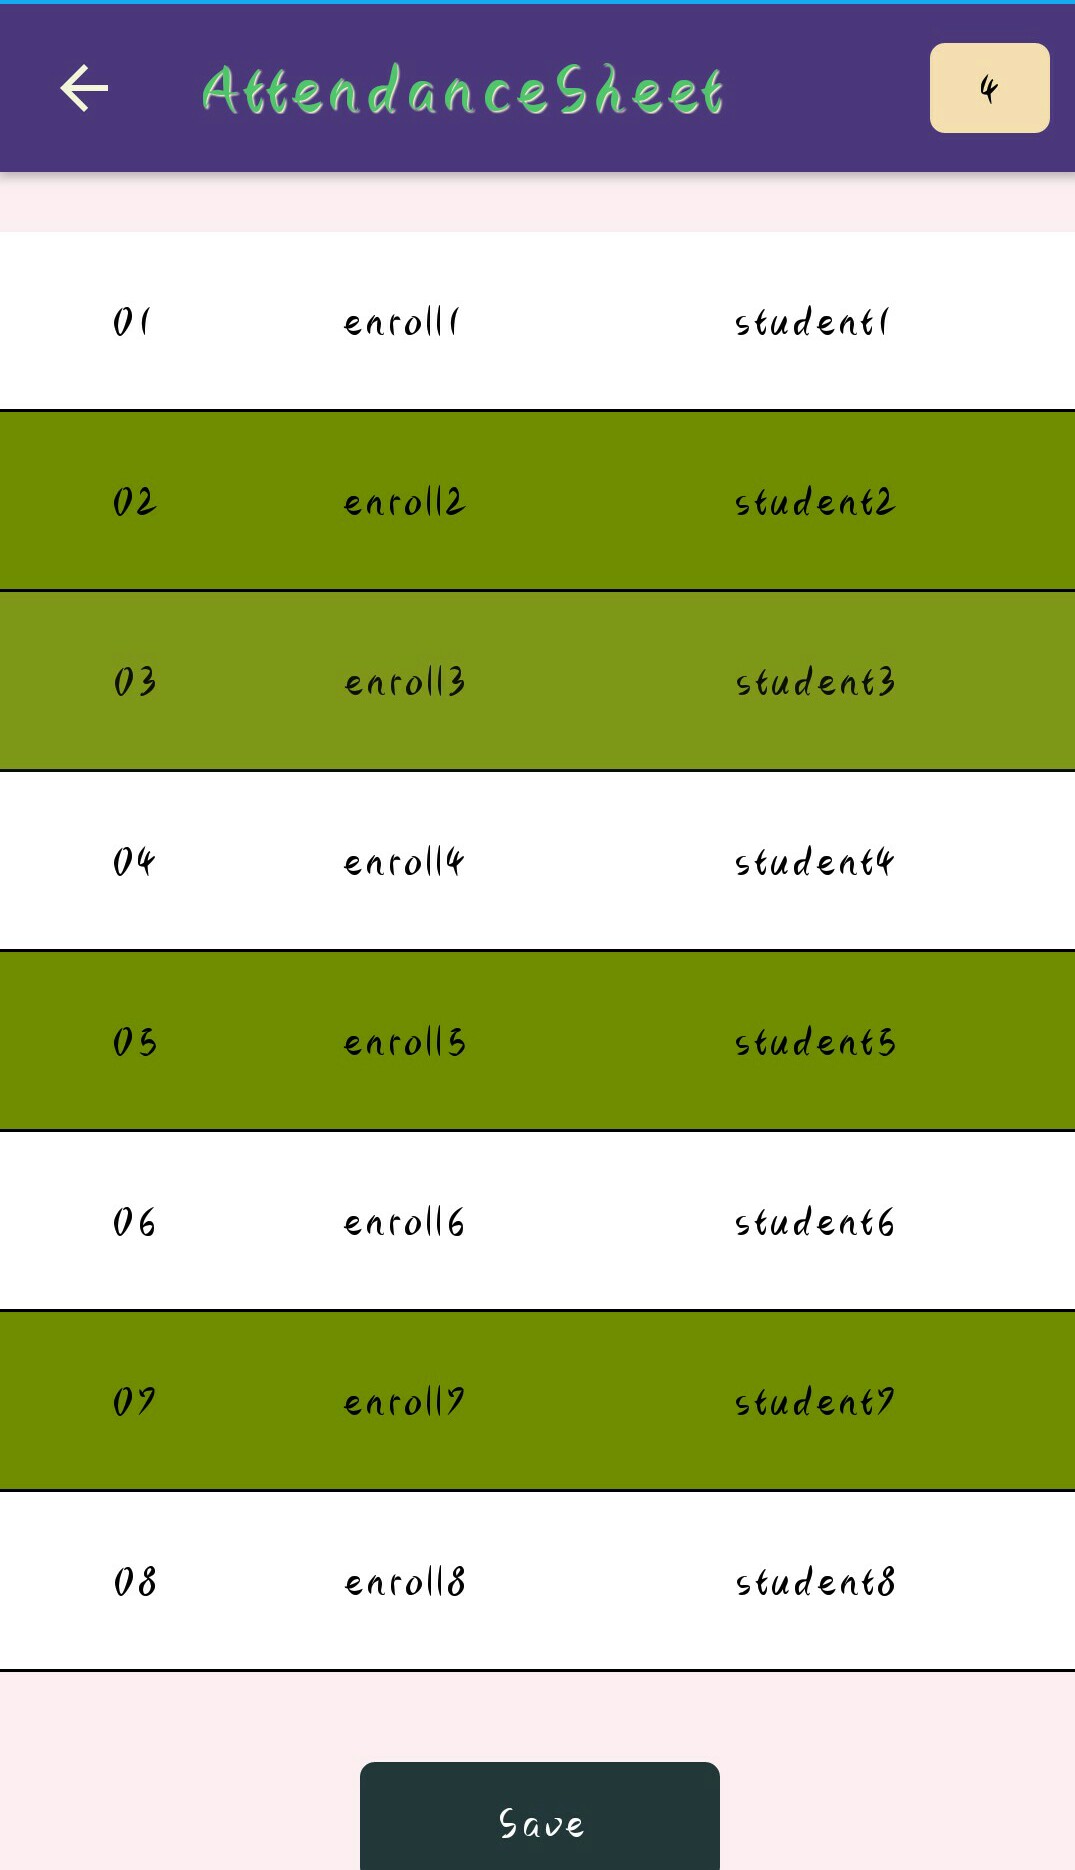 AttendanceSheet 4
01 enroll1 student1
02 enroll2 student2
03 enroll3 student3
04 enroll4 student4
05 enroll5 student5
06 enroll6 student6
07 enroll7 student7
08 enroll8 student8
Save